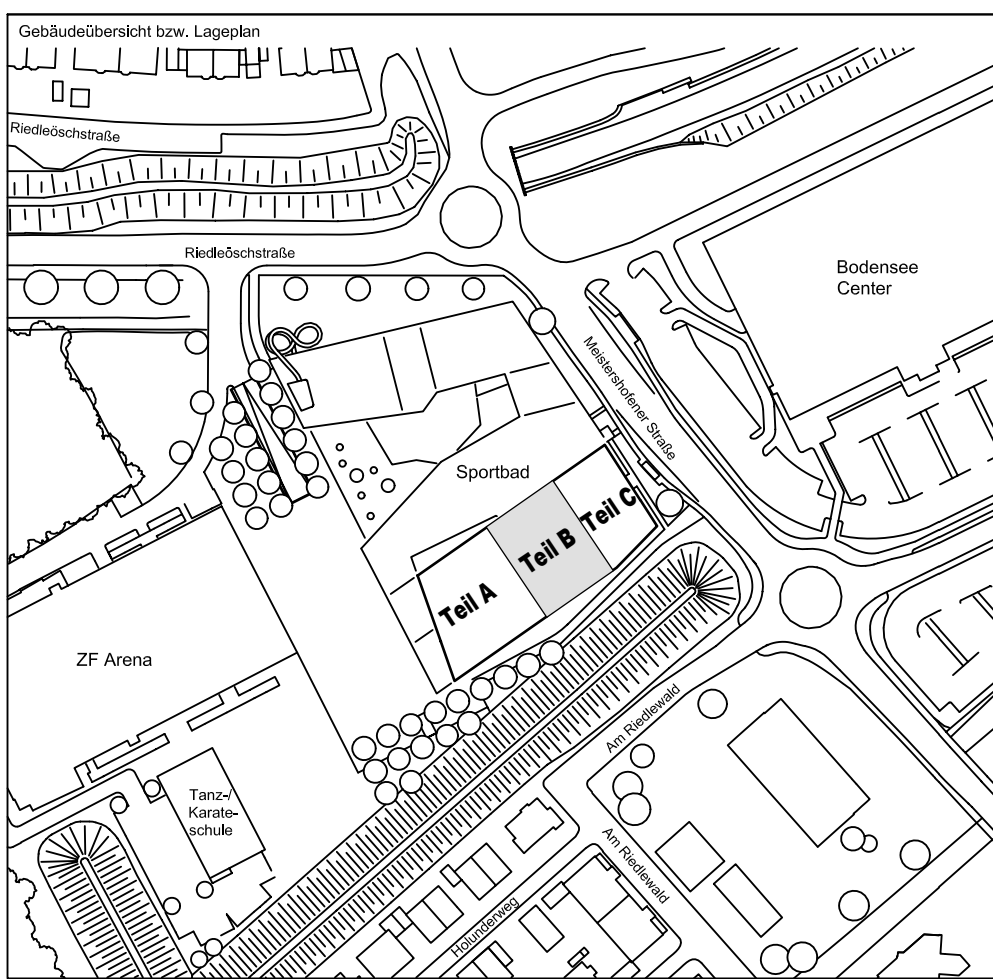 Gebäudeübersicht bzw. Lageplan
Riedleöschstraße
Riedleöschstraße
Bodensee
Center
Meistershofener Straße
Sportbad
Teil C
Teil B
Teil A
ZF Arena
Am Riedlewald
Tanz-/
Karate-
schule
Am Riedlewald
Holunderweg